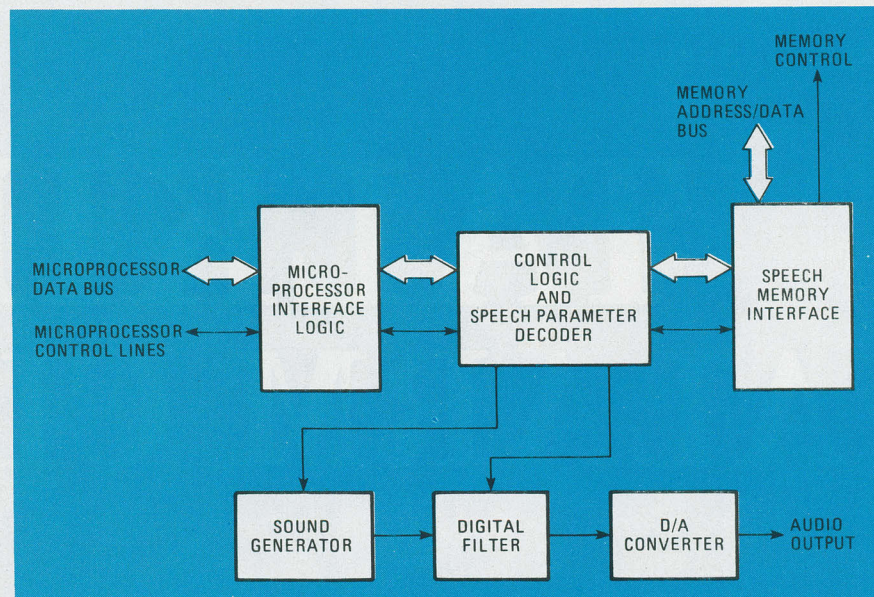 MEMORY
CONTROL
MEMORY
ADDRESS/DATA
BUS
MICROPROCESSOR
DATA BUS
MICROPROCESSOR
CONTROL LINES
MICRO-
PROCESSOR
INTERFACE
LOGIC
CONTROL
LOGIC
AND
SPEECH PARAMETER
DECODER
SPEECH
MEMORY
INTERFACE
SOUND
GENERATOR
DIGITAL
FILTER
D/A
CONVERTER
AUDIO
OUTPUT